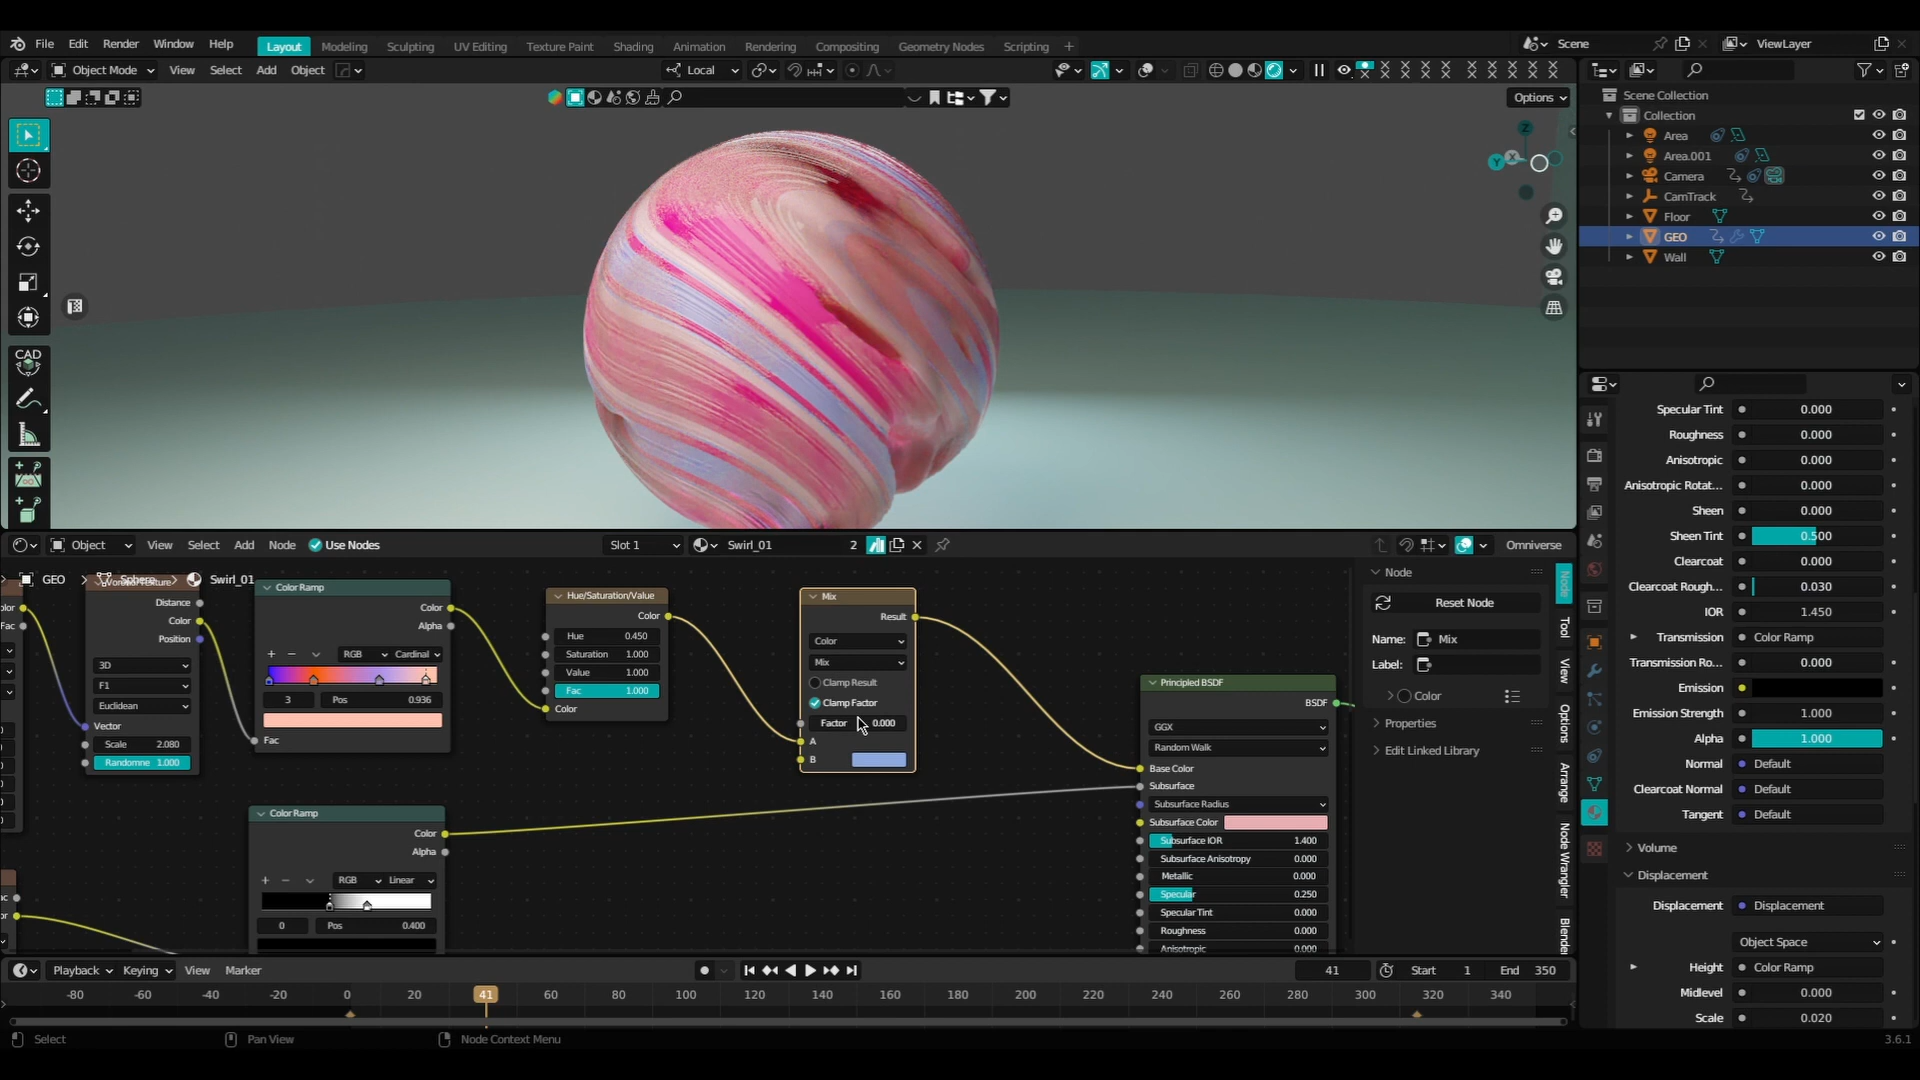 File Edit Render Window Help Layout Modeling Sculpting UV Editing Texture Paint Shading Animation Rendering Compositing Geometry Nodes Scripting + Scene ViewLayer
Object Mode View Select Add Object Local
Options
CAD
Scene Collection
Collection
Area
Area.001
Camera
CamTrack
Floor
GEO
Wall
Z
Y X
Specular Tint 0.000
Roughness 0.000
Anisotropic 0.000
Anisotropic Rotat... 0.000
Sheen 0.000
Sheen Tint 0.500
Clearcoat 0.000
Clearcoat Rough... 0.030
IOR 1.450
Transmission Color Ramp
Transmission Ro... 0.000
Emission
Emission Strength 1.000
Alpha 1.000
Normal Default
Clearcoat Normal Default
Tangent Default
Volume
Displacement
Displacement Displacement
Object Space
Height Color Ramp
Midlevel 0.000
Scale 0.020
Object View Select Add Node Use Nodes Slot 1 Swirl_01 2 Omniverse
GEO > Sphere > Swirl_01
Distance
Color
Position
3D
F1
Euclidean
Vector
Scale 2.080
Randomne 1.000
Color Ramp
Color
Alpha
+ − RGB Cardinal
3 Pos 0.936
Fac
Hue/Saturation/Value
Color
Hue 0.450
Saturation 1.000
Value 1.000
Fac 1.000
Color
Mix
Result
Color
Mix
Clamp Result
Clamp Factor
Factor 0.000
A
B
Color Ramp
Color
Alpha
+ − RGB Linear
0 Pos 0.400
Principled BSDF
BSDF
GGX
Random Walk
Base Color
Subsurface
Subsurface Radius
Subsurface Color
Subsurface IOR 1.400
Subsurface Anisotropy 0.000
Metallic 0.000
Specular 0.250
Specular Tint 0.000
Roughness 0.000
Anisotropic 0.000
Node
Reset Node
Name: Mix
Label:
Color
Properties
Edit Linked Library
Node
Tool
View
Options
Arrange
Node Wrangler
Playback Keying View Marker 41 Start 1 End 350
-80 -60 -40 -20 0 20 41 60 80 100 120 140 160 180 200 220 240 260 280 300 320 340
Select Pan View Node Context Menu 3.6.1